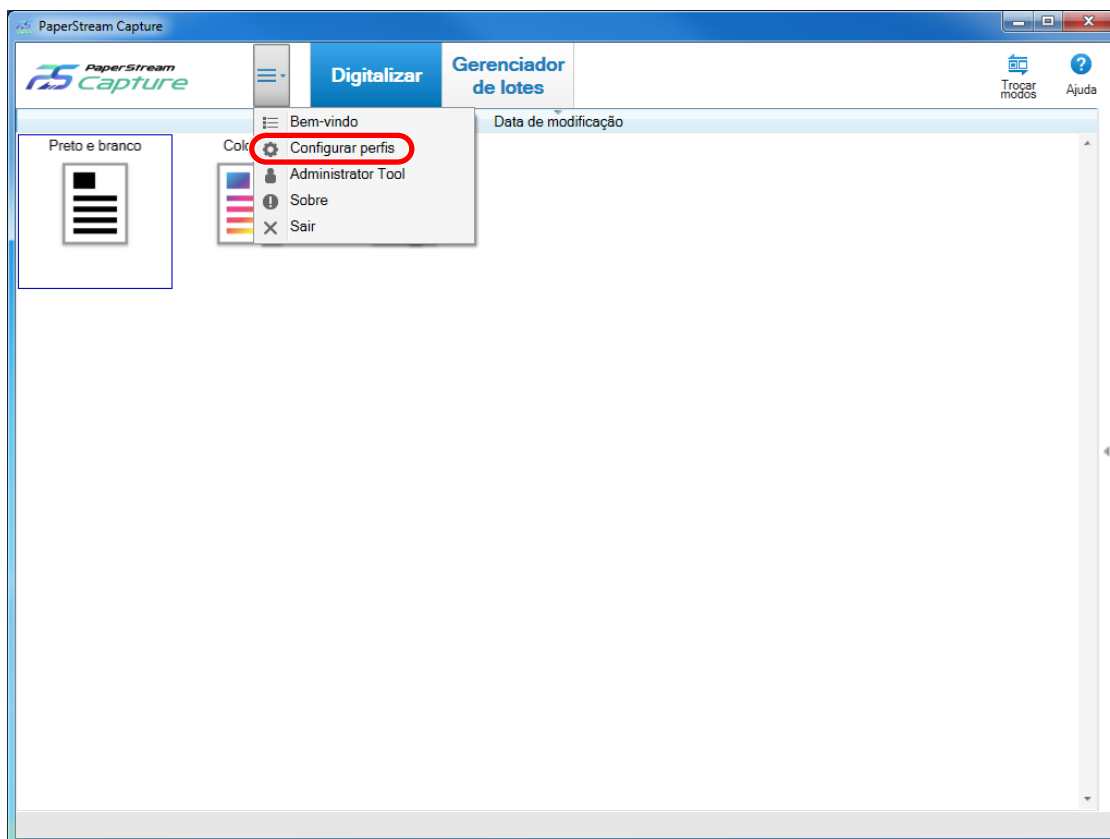 PaperStream Capture
PaperStream
Capture
Digitalizar
Gerenciador
de lotes
Trocar
modos
Ajuda
Data de modificação
Bem-vindo
Configurar perfis
Administrator Tool
Sobre
Sair
Preto e branco